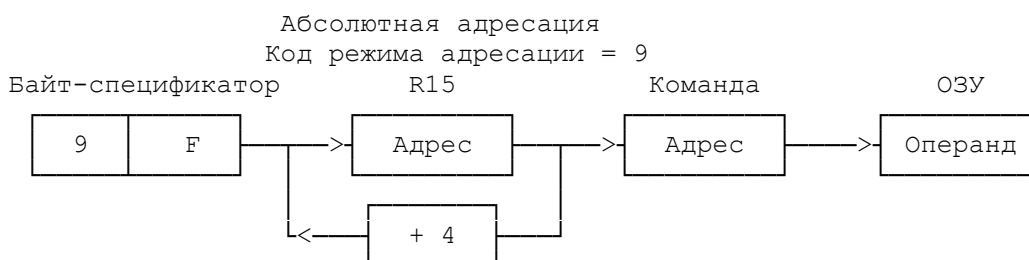 Абсолютная адресация
Код режима адресации = 9
Байт-спецификатор R15 Команда ОЗУ
9 F Адрес Адрес Операнд
+ 4